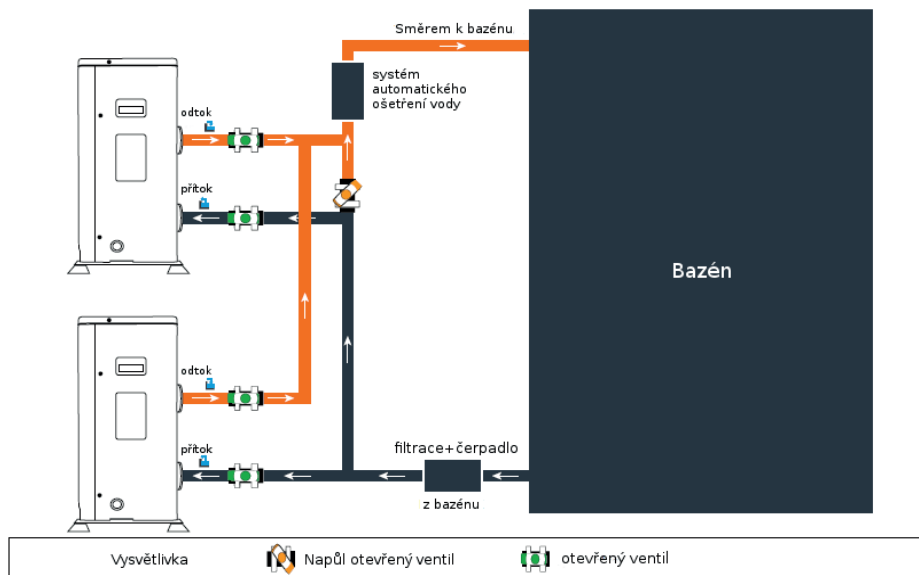 Směrem k bazénu
systém
automatického
ošetření vody
odtok
přítok
Bazén
odtok
přítok
filtrace+čerpadlo
z bazénu
Vysvětlivka
Napůl otevřený ventil
otevřený ventil